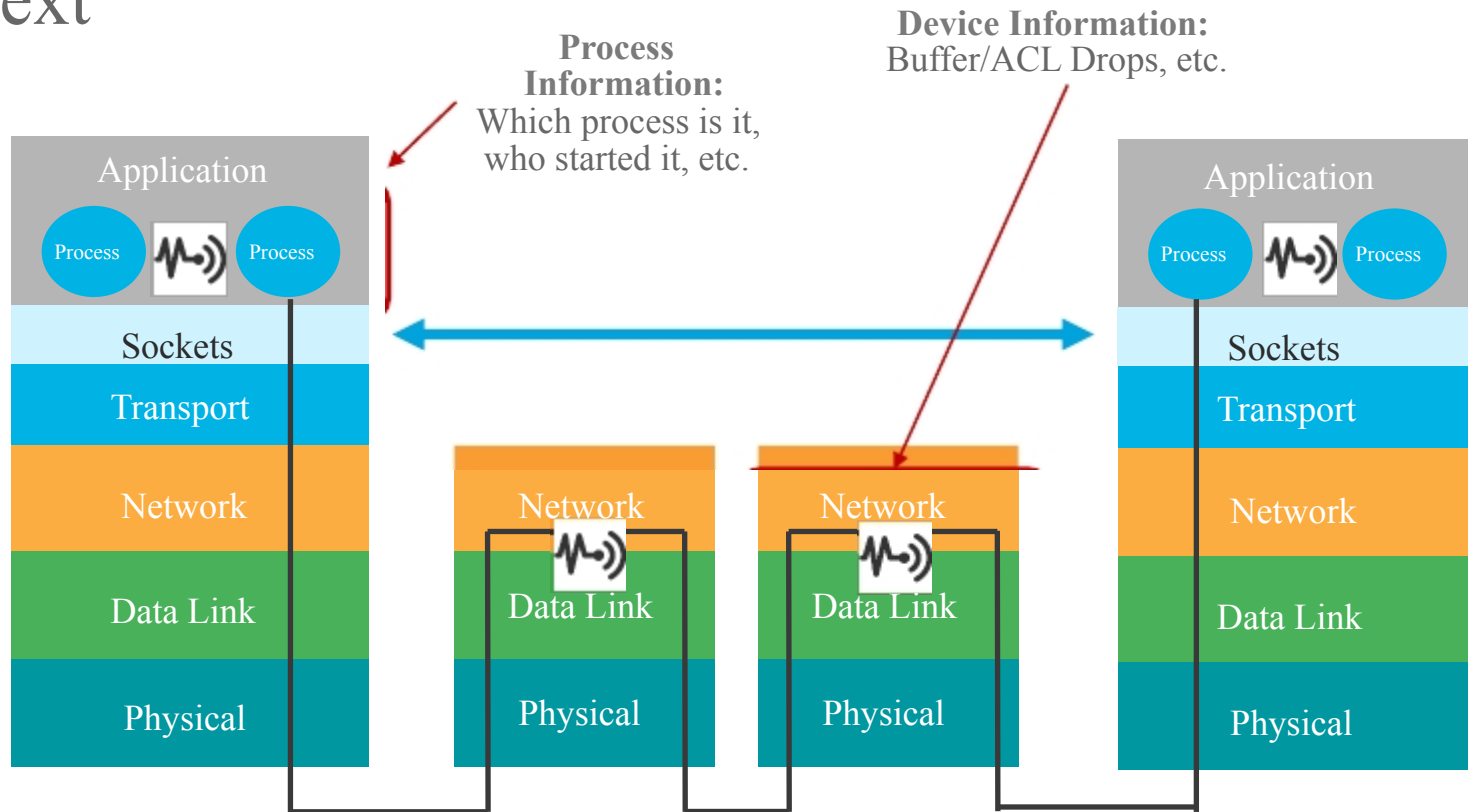 ext
Process
Information:
Which process is it,
who started it, etc.
Device Information:
Buffer/ACL Drops, etc.
Application
Process
Process
Sockets
Transport
Network
Data Link
Physical
Network
Data Link
Physical
Network
Data Link
Physical
Application
Process
Process
Sockets
Transport
Network
Data Link
Physical